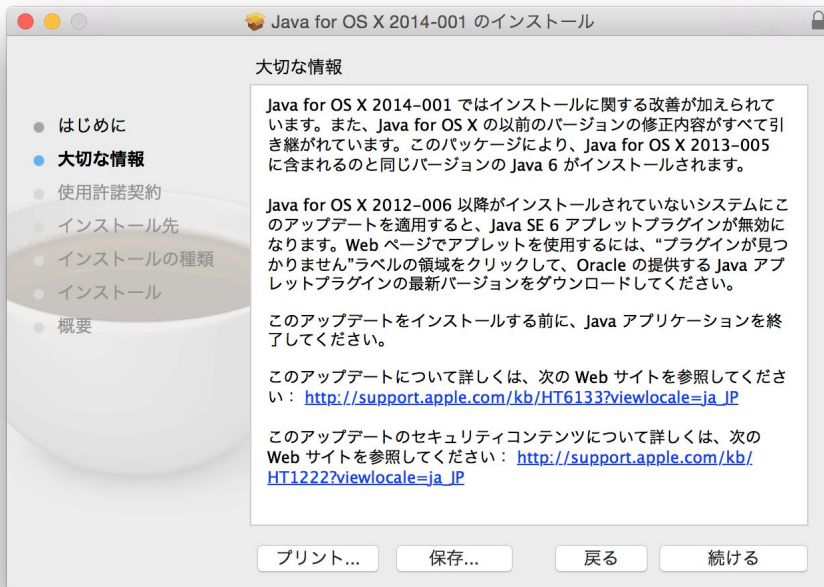 Java for OS X 2014-001 のインストール
大切な情報
はじめに
大切な情報
使用許諾契約
インストール先
インストールの種類
インストール
概要
Java for OS X 2014-001 ではインストールに関する改善が加えられて
います。また、Java for OS X の以前のバージョンの修正内容がすべて引
き継がれています。このパッケージにより、Java for OS X 2013-005
に含まれるのと同じバージョンの Java 6 がインストールされます。
Java for OS X 2012-006 以降がインストールされていないシステムにこ
のアップデートを適用すると、Java SE 6 アプレットプラグインが無効に
なります。Web ページでアプレットを使用するには、“プラグインが見つ
かりません”ラベルの領域をクリックして、Oracle の提供する Java アプ
レットプラグインの最新バージョンをダウンロードしてください。
このアップデートをインストールする前に、Java アプリケーションを終
了してください。
このアップデートについて詳しくは、次の Web サイトを参照してくださ
い： http://support.apple.com/kb/HT6133?viewlocale=ja_JP
このアップデートのセキュリティコンテンツについて詳しくは、次の
Web サイトを参照してください： http://support.apple.com/kb/
HT1222?viewlocale=ja_JP
プリント...
保存...
戻る
続ける